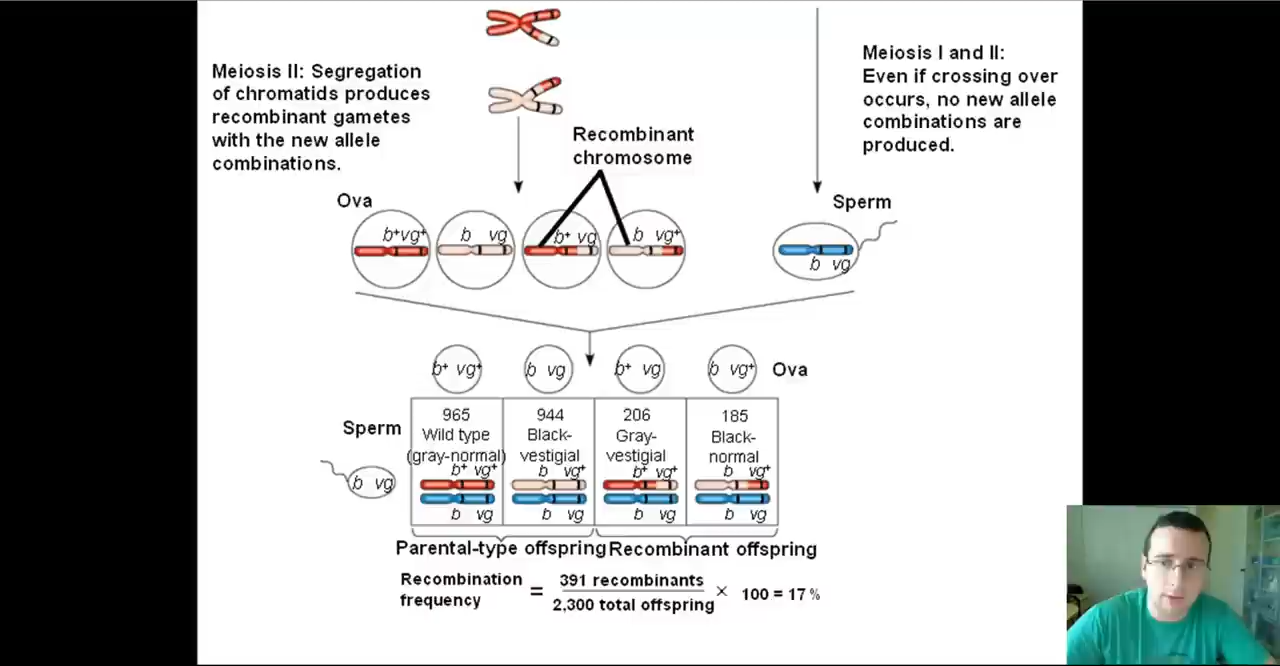 Meiosis II: Segregation
of chromatids produces
recombinant gametes
with the new allele
combinations.
Meiosis I and II:
Even if crossing over
occurs, no new allele
combinations are
produced.
Recombinant
chromosome
Ova
Sperm
b+vg+
b vg
b+ vg
b vg+
b vg
b+ vg+
b vg
b+ vg
b vg+
Ova
Sperm
b vg
965
Wild type
(gray-normal)
b+ vg+
b vg
944
Black-
vestigial
b vg+
b vg
206
Gray-
vestigial
b+ vg+
b vg
185
Black-
normal
b vg+
b vg
Parental-type offspring
Recombinant offspring
Recombination
frequency
=
391 recombinants
2,300 total offspring
× 100 = 17 %